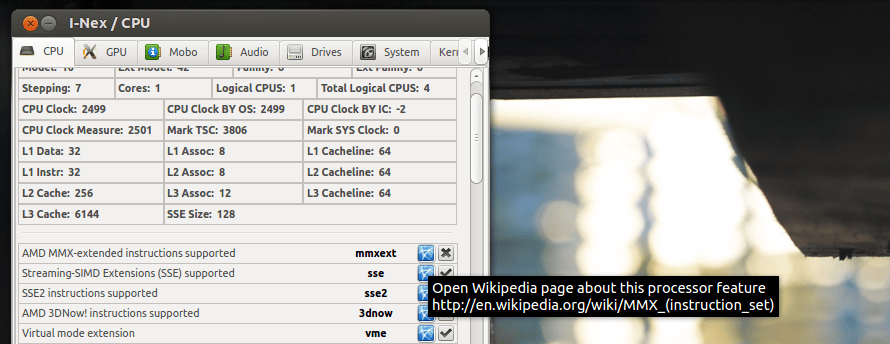 I-Nex / CPU
CPU GPU Mobo Audio Drives System Kern
Model: Ext Model: 42 Family: Ext Family:
Stepping: 7 Cores: 1 Logical CPUS: 1 Total Logical CPUS: 4
CPU Clock: 2499 CPU Clock BY OS: 2499 CPU Clock BY IC: -2
CPU Clock Measure: 2501 Mark TSC: 3806 Mark SYS Clock: 0
L1 Data: 32 L1 Assoc: 8 L1 Cacheline: 64
L1 Instr: 32 L2 Assoc: 8 L2 Cacheline: 64
L2 Cache: 256 L3 Assoc: 12 L3 Cacheline: 64
L3 Cache: 6144 SSE Size: 128
AMD MMX-extended instructions supported mmxext
Streaming-SIMD Extensions (SSE) supported sse
SSE2 instructions supported sse2
AMD 3DNow! instructions supported 3dnow
Virtual mode extension vme
Open Wikipedia page about this processor feature
http://en.wikipedia.org/wiki/MMX_(instruction_set)